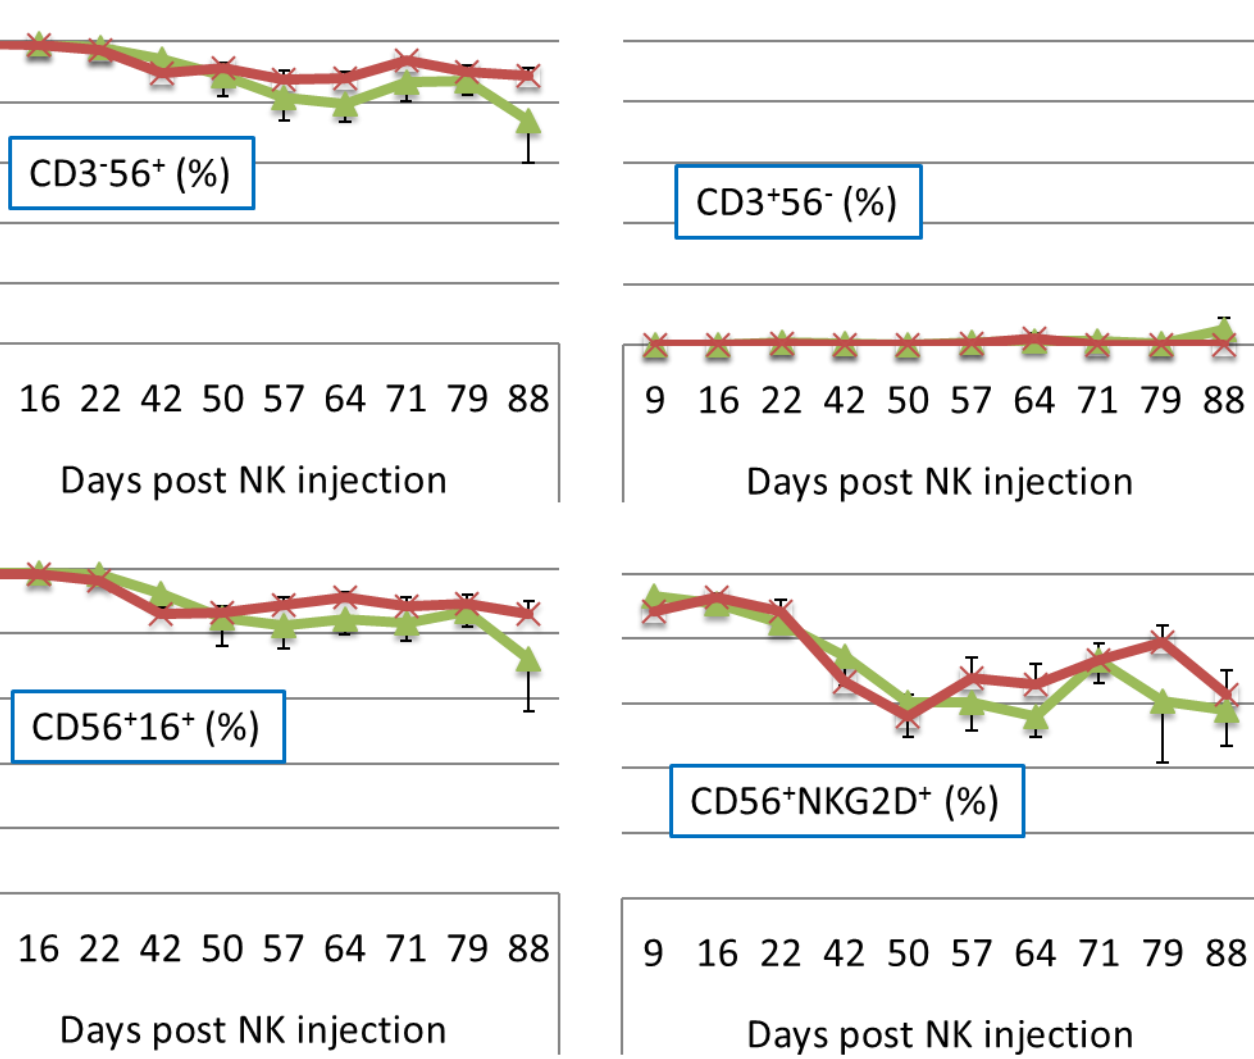 CD3⁻56⁺ (%)
16 22 42 50 57 64 71 79 88
Days post NK injection
CD3⁺56⁻ (%)
9 16 22 42 50 57 64 71 79 88
Days post NK injection
CD56⁺16⁺ (%)
16 22 42 50 57 64 71 79 88
Days post NK injection
CD56⁺NKG2D⁺ (%)
9 16 22 42 50 57 64 71 79 88
Days post NK injection